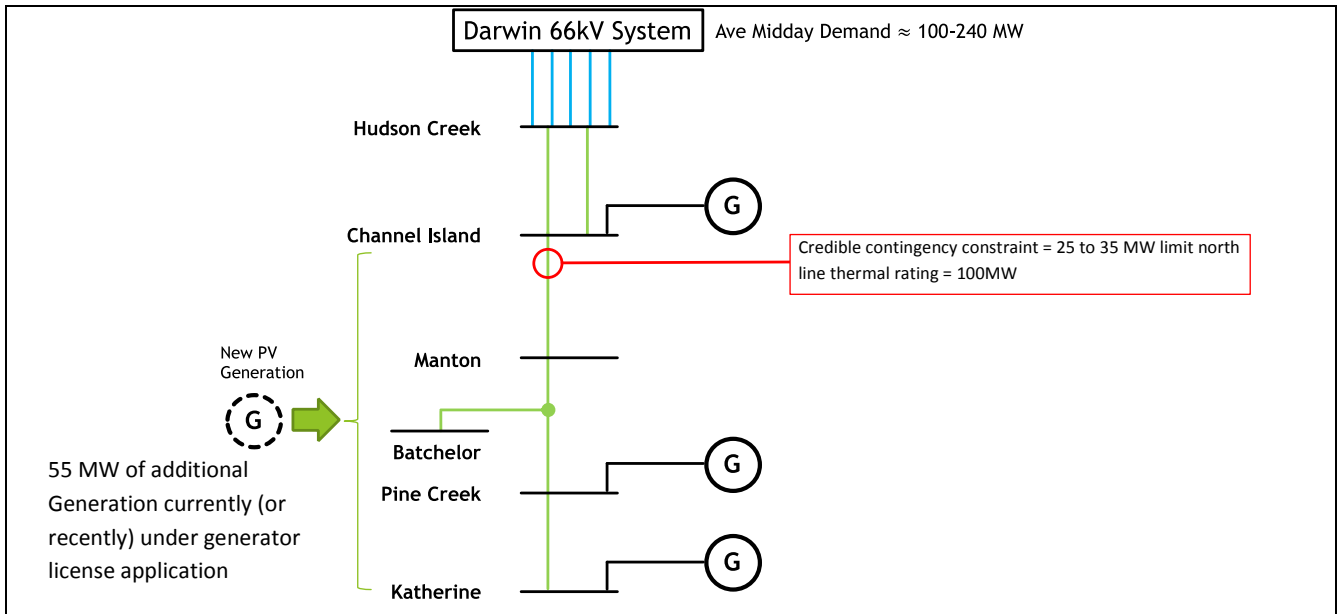 Darwin 66kV System
Ave Midday Demand ≈ 100-240 MW
Hudson Creek
G
Channel Island
Credible contingency constraint = 25 to 35 MW limit north
line thermal rating = 100MW
New PV
Generation
Manton
G
Batchelor
55 MW of additional
Generation currently (or
recently) under generator
license application
G
Pine Creek
G
Katherine